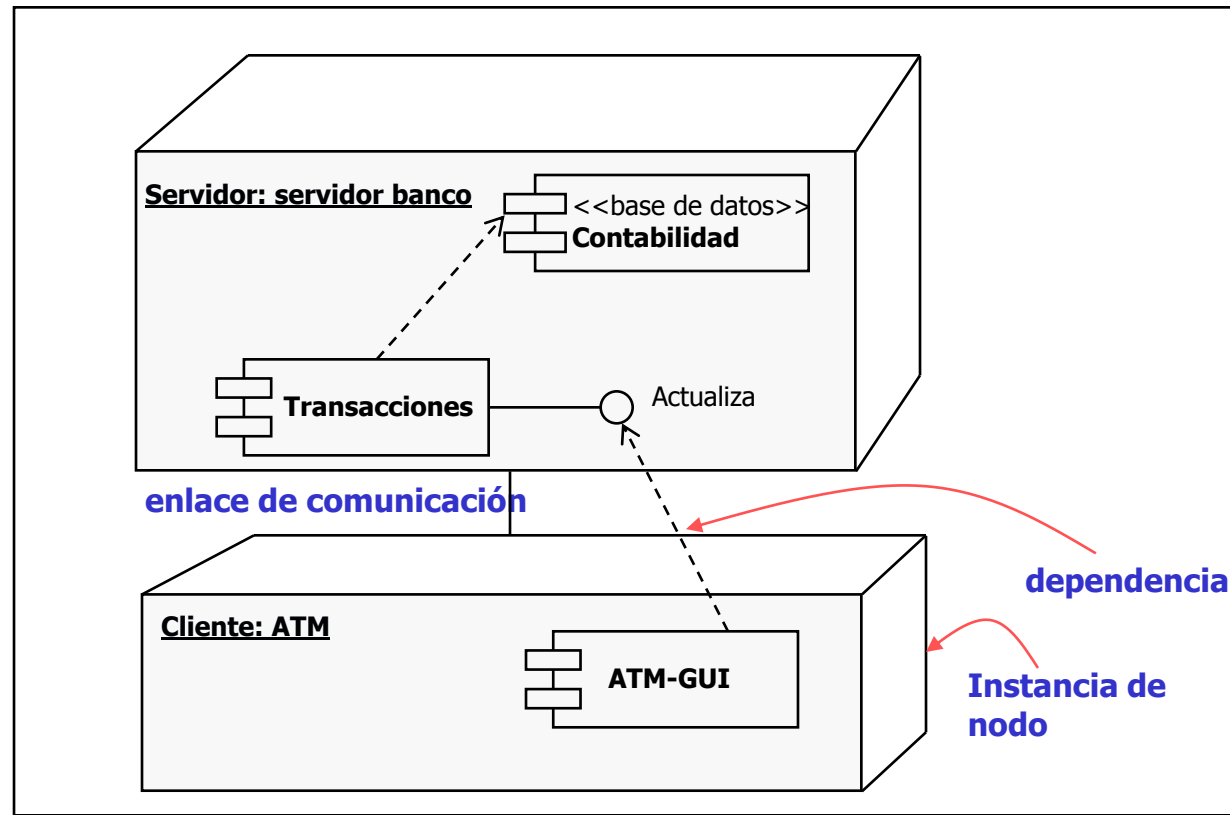 Servidor: servidor banco
<<base de datos>>
Contabilidad
Transacciones
Actualiza
enlace de comunicación
dependencia
Cliente: ATM
ATM-GUI
Instancia de
nodo